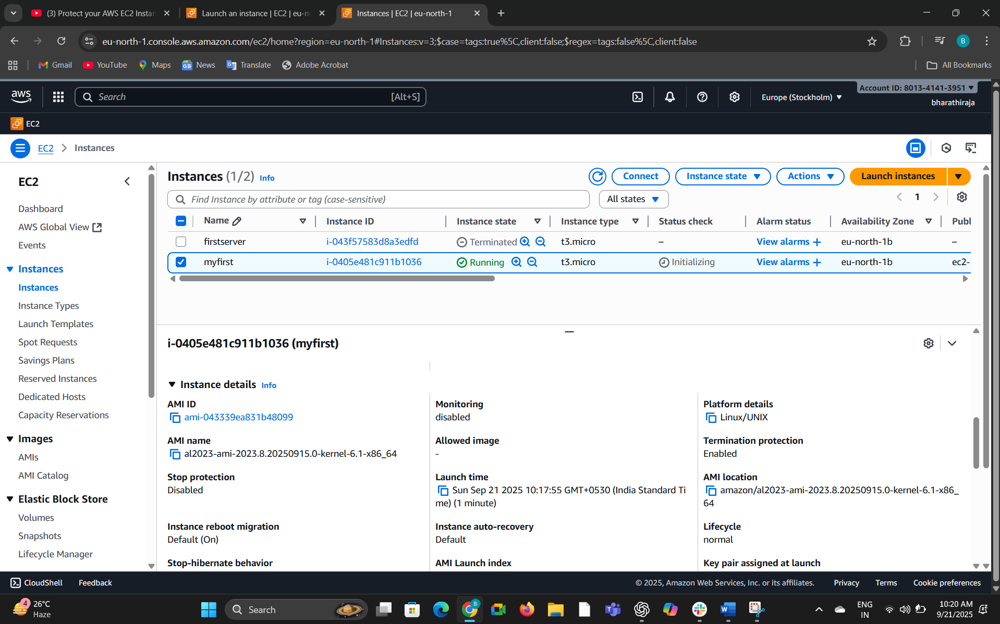 (3) Protect your AWS EC2 Instan
Launch an instance | EC2 | eu-no
Instances | EC2 | eu-north-1
eu-north-1.console.aws.amazon.com/ec2/home?region=eu-north-1#Instances:v=3;$case=tags:true%5C,client:false;$regex=tags:false%5C,client:false
B
Gmail
YouTube
Maps
News
Translate
Adobe Acrobat
All Bookmarks
aws
Search
[Alt+S]
Europe (Stockholm)
Account ID: 8013-4141-3951
bharathiraja
EC2
EC2 > Instances
EC2
Dashboard
AWS Global View
Events
Instances
Instances
Instance Types
Launch Templates
Spot Requests
Savings Plans
Reserved Instances
Dedicated Hosts
Capacity Reservations
Images
AMIs
AMI Catalog
Elastic Block Store
Volumes
Snapshots
Lifecycle Manager
Instances (1/2) Info
Connect
Instance state
Actions
Launch instances
Find Instance by attribute or tag (case-sensitive)
All states
1
Name Instance ID Instance state Instance type Status check Alarm status Availability Zone Publ
firstserver i-043f57583d8a3edfd Terminated t3.micro – View alarms + eu-north-1b –
myfirst i-0405e481c911b1036 Running t3.micro Initializing View alarms + eu-north-1b ec2-
i-0405e481c911b1036 (myfirst)
Instance details Info
AMI ID
ami-043339ea831b48099
Monitoring
disabled
Platform details
Linux/UNIX
AMI name
al2023-ami-2023.8.20250915.0-kernel-6.1-x86_64
Allowed image
-
Termination protection
Enabled
Stop protection
Disabled
Launch time
Sun Sep 21 2025 10:17:55 GMT+0530 (India Standard Ti
me) (1 minute)
AMI location
amazon/al2023-ami-2023.8.20250915.0-kernel-6.1-x86_
64
Instance reboot migration
Default (On)
Instance auto-recovery
Default
Lifecycle
normal
Stop-hibernate behavior
AMI Launch index
Key pair assigned at launch
CloudShell
Feedback
© 2025, Amazon Web Services, Inc. or its affiliates.
Privacy
Terms
Cookie preferences
4
26°C
Haze
Search
ENG
IN
10:20 AM
9/21/2025